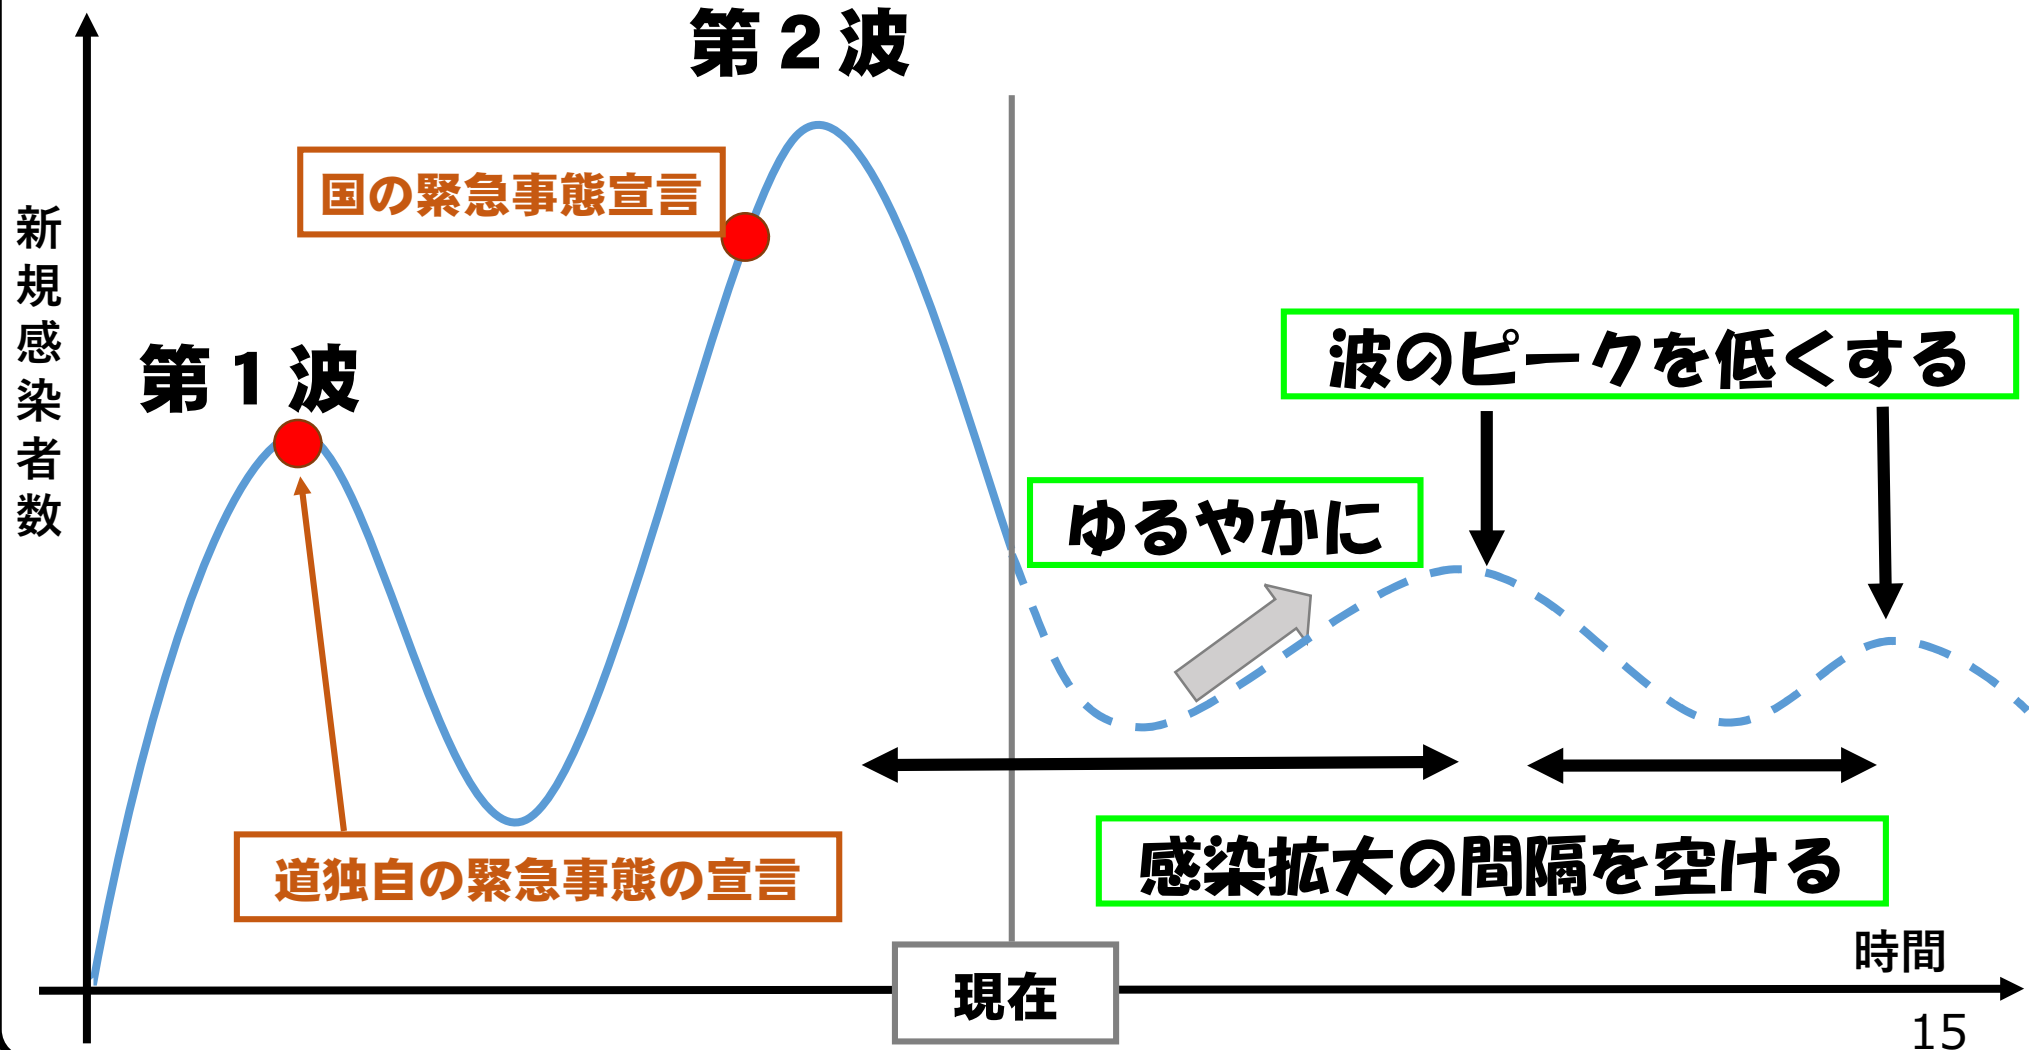 第２波
国の緊急事態宣言
新規感染者数
第１波
波のピークを低くする
ゆるやかに
道独自の緊急事態の宣言
感染拡大の間隔を空ける
時間
現在
15